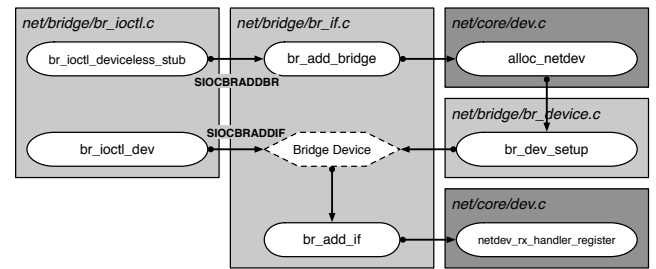 net/bridge/br_ioctl.c
net/bridge/br_if.c
net/core/dev.c
br_ioctl_deviceless_stub
br_add_bridge
alloc_netdev
SIOCBRADDBR
net/bridge/br_device.c
SIOCBRADDIF
br_ioctl_dev
Bridge Device
br_dev_setup
net/core/dev.c
br_add_if
netdev_rx_handler_register